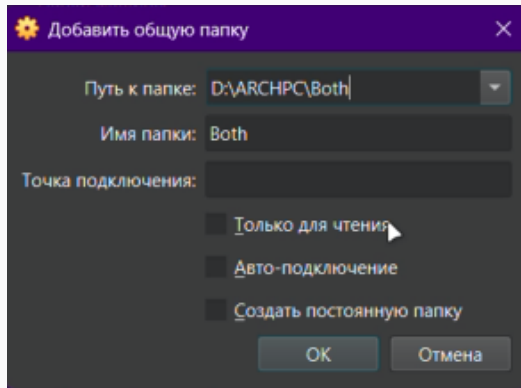 Добавить общую папку
Путь к папке: D:\ARCHPC\Both
Имя папки: Both
Точка подключения:
Только для чтения
Авто-подключение
Создать постоянную папку
OK Отмена